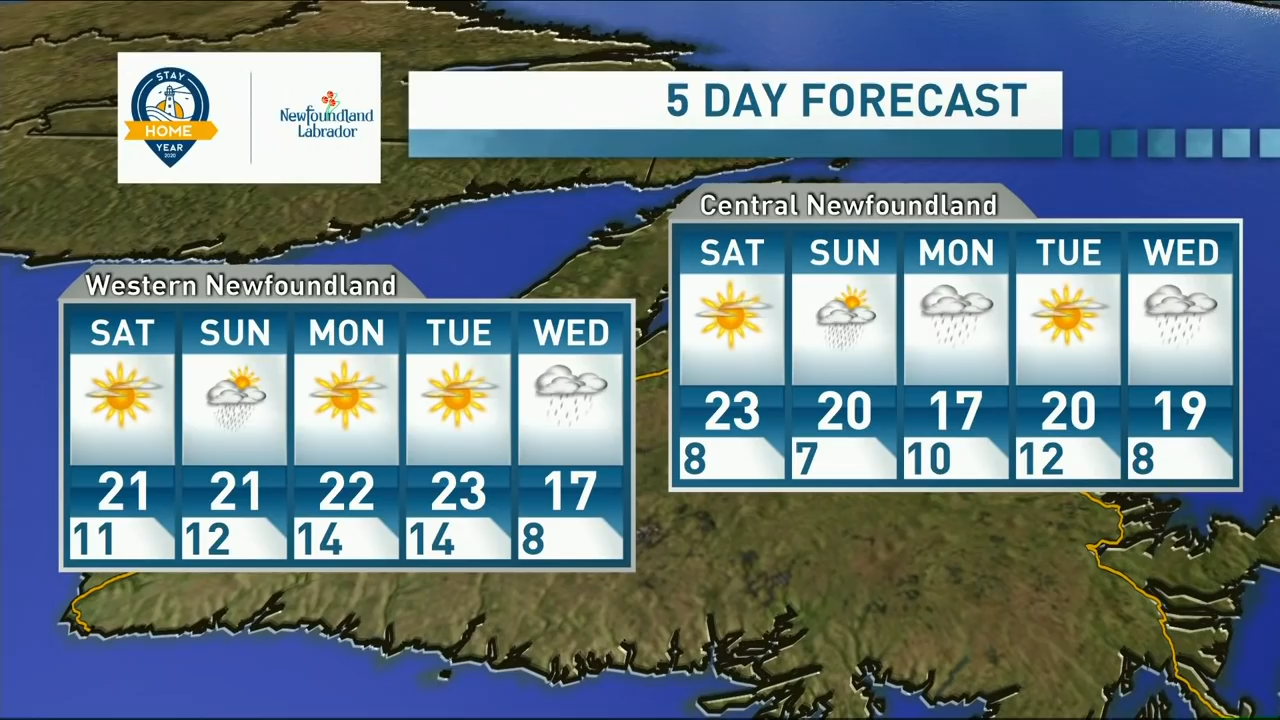 STAY
HOME
YEAR
2020
Newfoundland
Labrador
5 DAY FORECAST
Central Newfoundland
SAT SUN MON TUE WED
23 20 17 20 19
8 7 10 12 8
Western Newfoundland
SAT SUN MON TUE WED
21 21 22 23 17
11 12 14 14 8